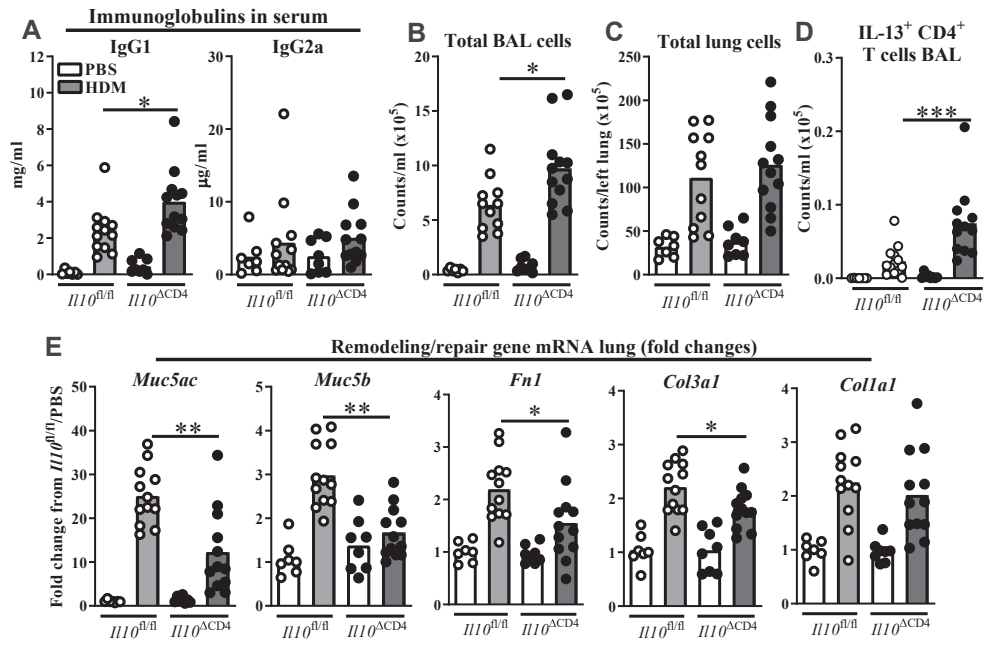 A
Immunoglobulins in serum
IgG1
IgG2a
PBS
HDM
*
12
10
8
6
4
2
0
mg/ml
30
20
10
0
µg/ml
Il10fl/fl
Il10ΔCD4
Il10fl/fl
Il10ΔCD4
B
Total BAL cells
*
20
15
10
5
0
Counts/ml (x10⁵)
Il10fl/fl
Il10ΔCD4
C
Total lung cells
250
200
150
100
50
0
Counts/left lung (x10⁵)
Il10fl/fl
Il10ΔCD4
D
IL-13⁺ CD4⁺
T cells BAL
***
0.3
0.2
0.1
0.0
Counts/ml (x10⁵)
Il10fl/fl
Il10ΔCD4
E
Remodeling/repair gene mRNA lung (fold changes)
Muc5ac
**
50
40
30
20
10
0
Fold change from Il10fl/fl/PBS
Il10fl/fl
Il10ΔCD4
Muc5b
**
5
4
3
2
1
0
Il10fl/fl
Il10ΔCD4
Fn1
*
4
3
2
1
0
Il10fl/fl
Il10ΔCD4
Col3a1
*
4
3
2
1
0
Il10fl/fl
Il10ΔCD4
Col1a1
4
3
2
1
0
Il10fl/fl
Il10ΔCD4